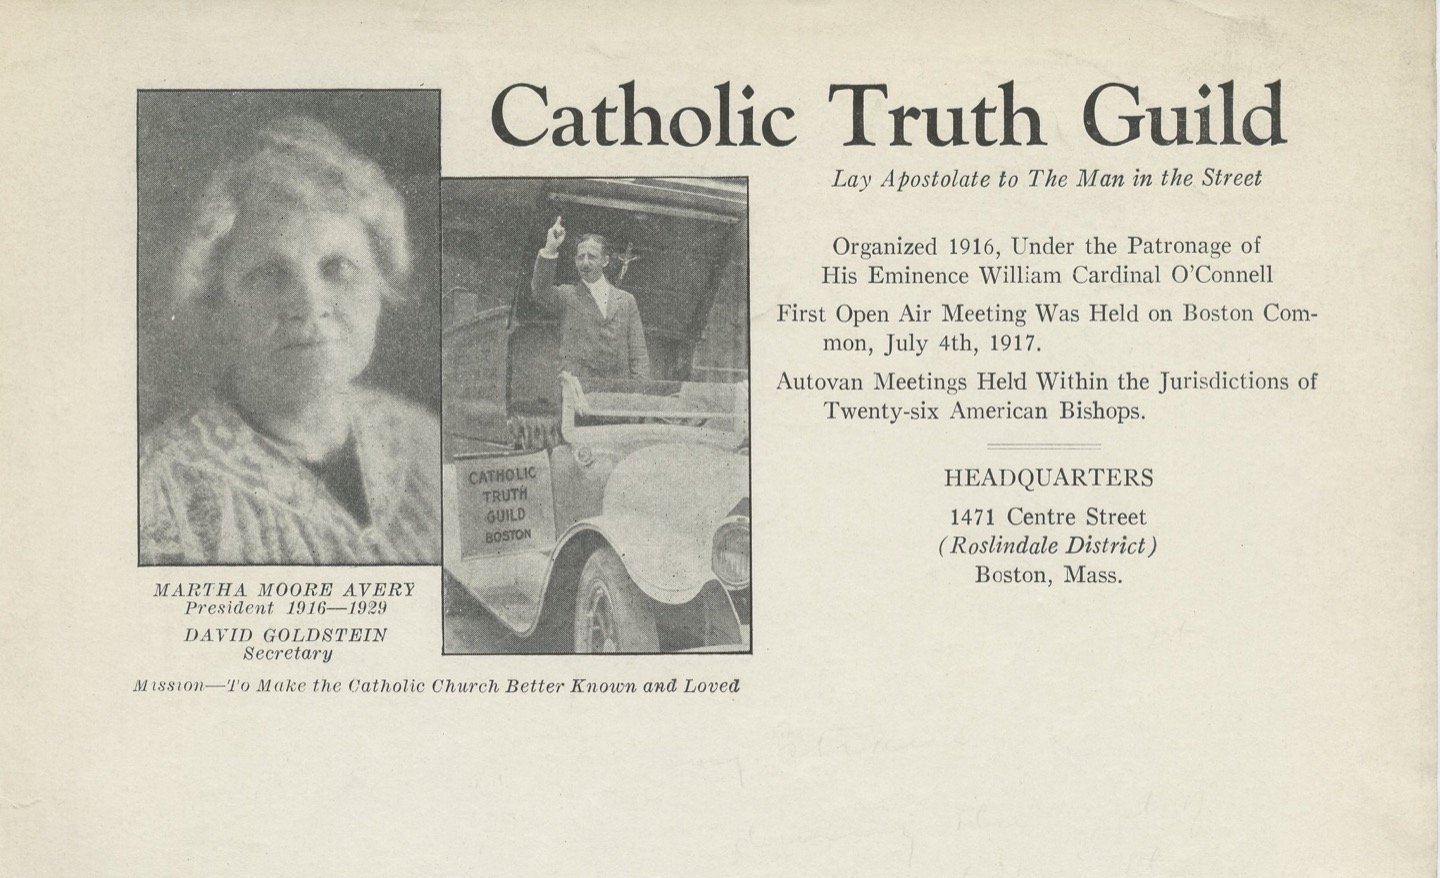 Catholic Truth Guild
Lay Apostolate to The Man in the Street
Organized 1916, Under the Patronage of
His Eminence William Cardinal O'Connell
First Open Air Meeting Was Held on Boston Com-
mon, July 4th, 1917.
Autovan Meetings Held Within the Jurisdictions of
Twenty-six American Bishops.
HEADQUARTERS
1471 Centre Street
(Roslindale District)
Boston, Mass.
CATHOLIC
TRUTH
GUILD
BOSTON
MARTHA MOORE AVERY
President 1916—1929
DAVID GOLDSTEIN
Secretary
Mission—To Make the Catholic Church Better Known and Loved